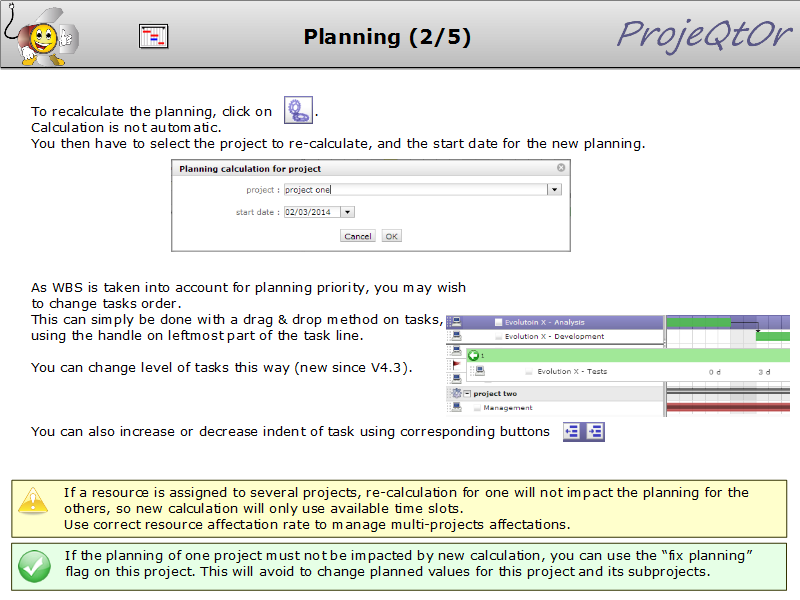 Planning (2/5)
ProjeQtOr
To recalculate the planning, click on .
Calculation is not automatic.
You then have to select the project to re-calculate, and the start date for the new planning.
Planning calculation for project
project : project one
start date : 02/03/2014
Cancel OK
As WBS is taken into account for planning priority, you may wish
to change tasks order.
This can simply be done with a drag & drop method on tasks,
using the handle on leftmost part of the task line.
You can change level of tasks this way (new since V4.3).
Evolutoin X - Analysis
Evolution X - Development
1
Evolution X - Tests 0 d 3 d
project two
Management
You can also increase or decrease indent of task using corresponding buttons
If a resource is assigned to several projects, re-calculation for one will not impact the planning for the
others, so new calculation will only use available time slots.
Use correct resource affectation rate to manage multi-projects affectations.
If the planning of one project must not be impacted by new calculation, you can use the “fix planning”
flag on this project. This will avoid to change planned values for this project and its subprojects.